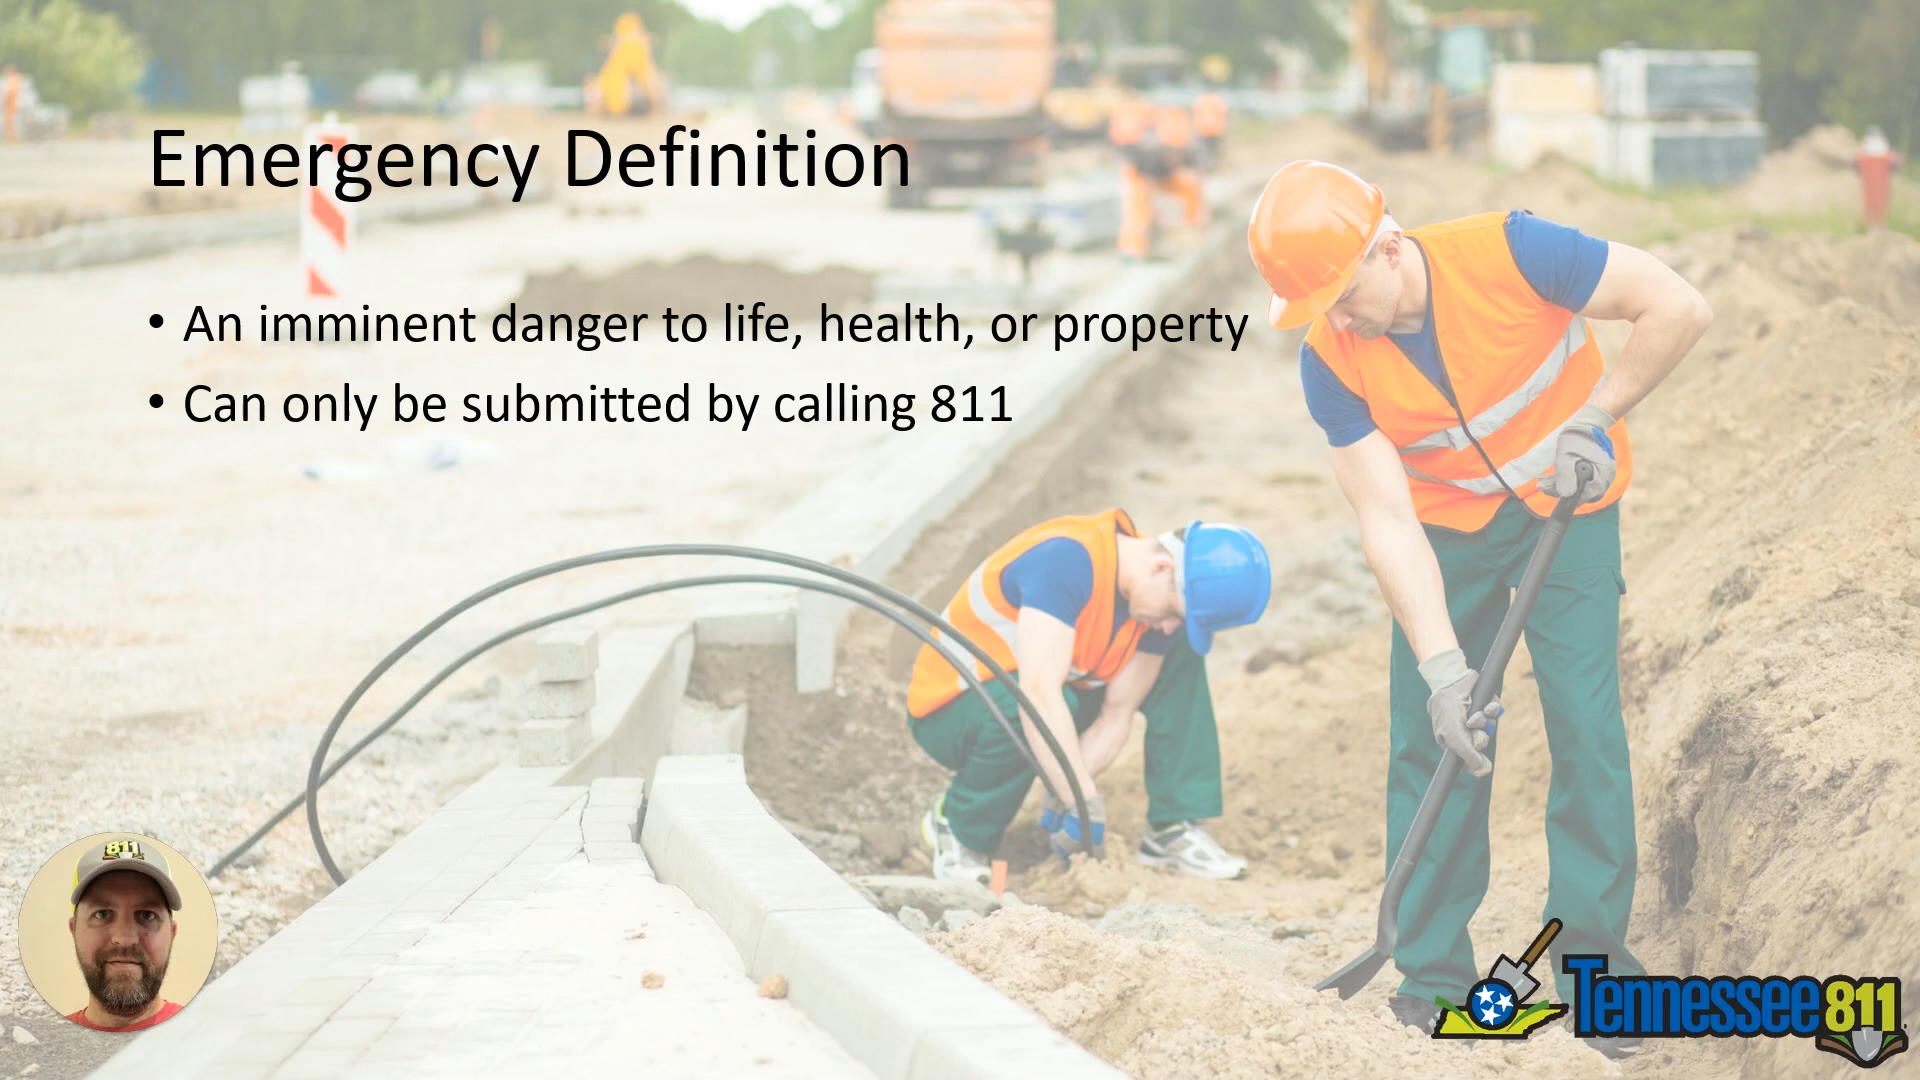 Emergency Definition
• An imminent danger to life, health, or property
• Can only be submitted by calling 811
811
Tennessee811